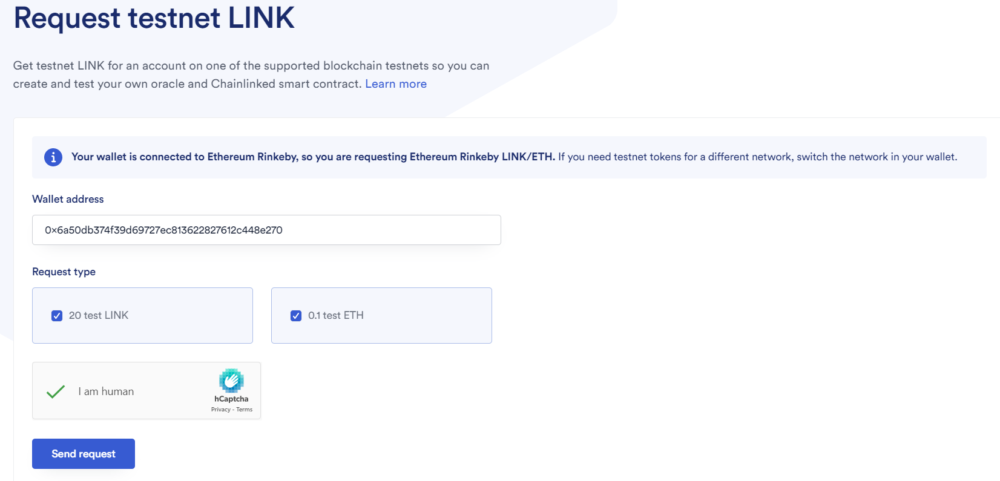 Request testnet LINK
Get testnet LINK for an account on one of the supported blockchain testnets so you can
create and test your own oracle and Chainlinked smart contract. Learn more
Your wallet is connected to Ethereum Rinkeby, so you are requesting Ethereum Rinkeby LINK/ETH. If you need testnet tokens for a different network, switch the network in your wallet.
Wallet address
0x6a50db374f39d69727ec813622827612c448e270
Request type
20 test LINK
0.1 test ETH
I am human
hCaptcha
Privacy - Terms
Send request